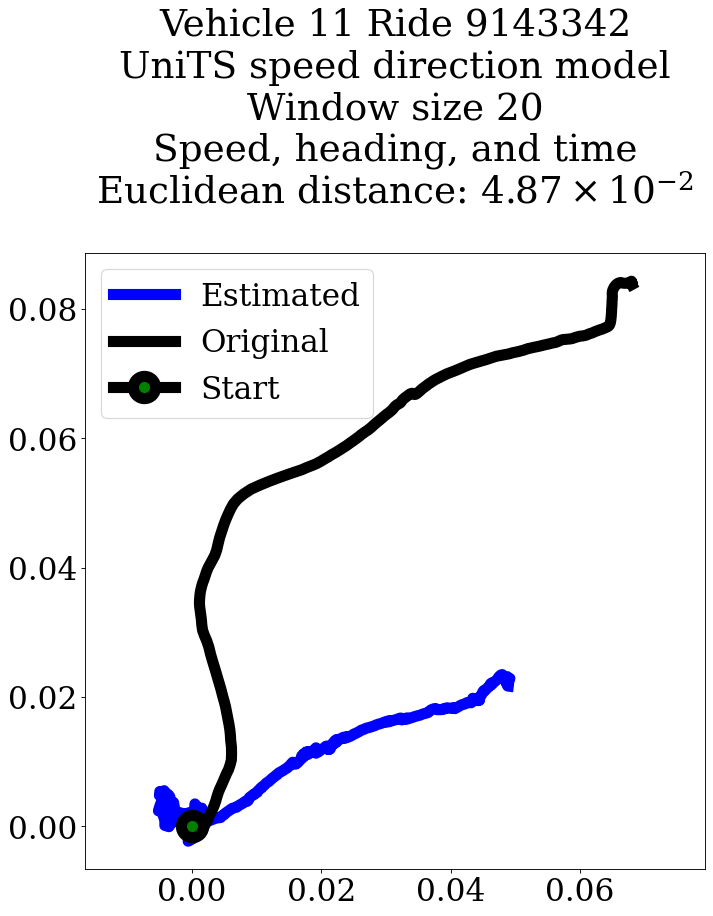 Vehicle 11 Ride 9143342
UniTS speed direction model
Window size 20
Speed, heading, and time
Euclidean distance: 4.87 × 10⁻²
Estimated
Original
Start
0.08
0.06
0.04
0.02
0.00
0.00 0.02 0.04 0.06